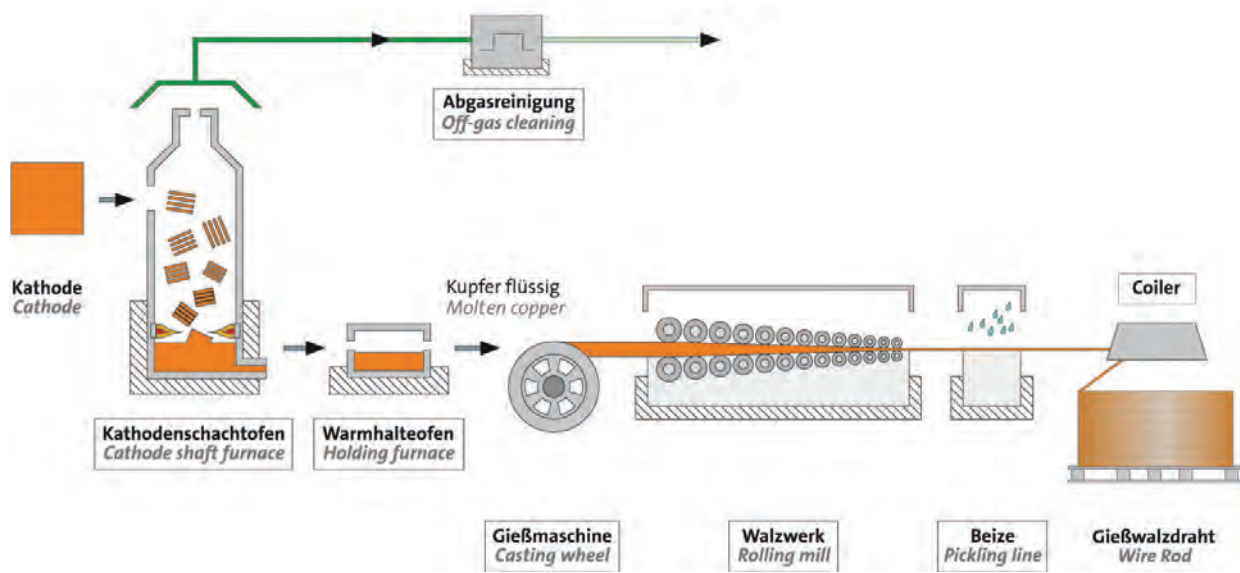 Abgasreinigung
Off-gas cleaning
Kathode
Cathode
Kupfer flüssig
Molten copper
Coiler
Kathodenschachtofen
Cathode shaft furnace
Warmhalteofen
Holding furnace
Gießmaschine
Casting wheel
Walzwerk
Rolling mill
Beize
Pickling line
Gießwalzdraht
Wire Rod